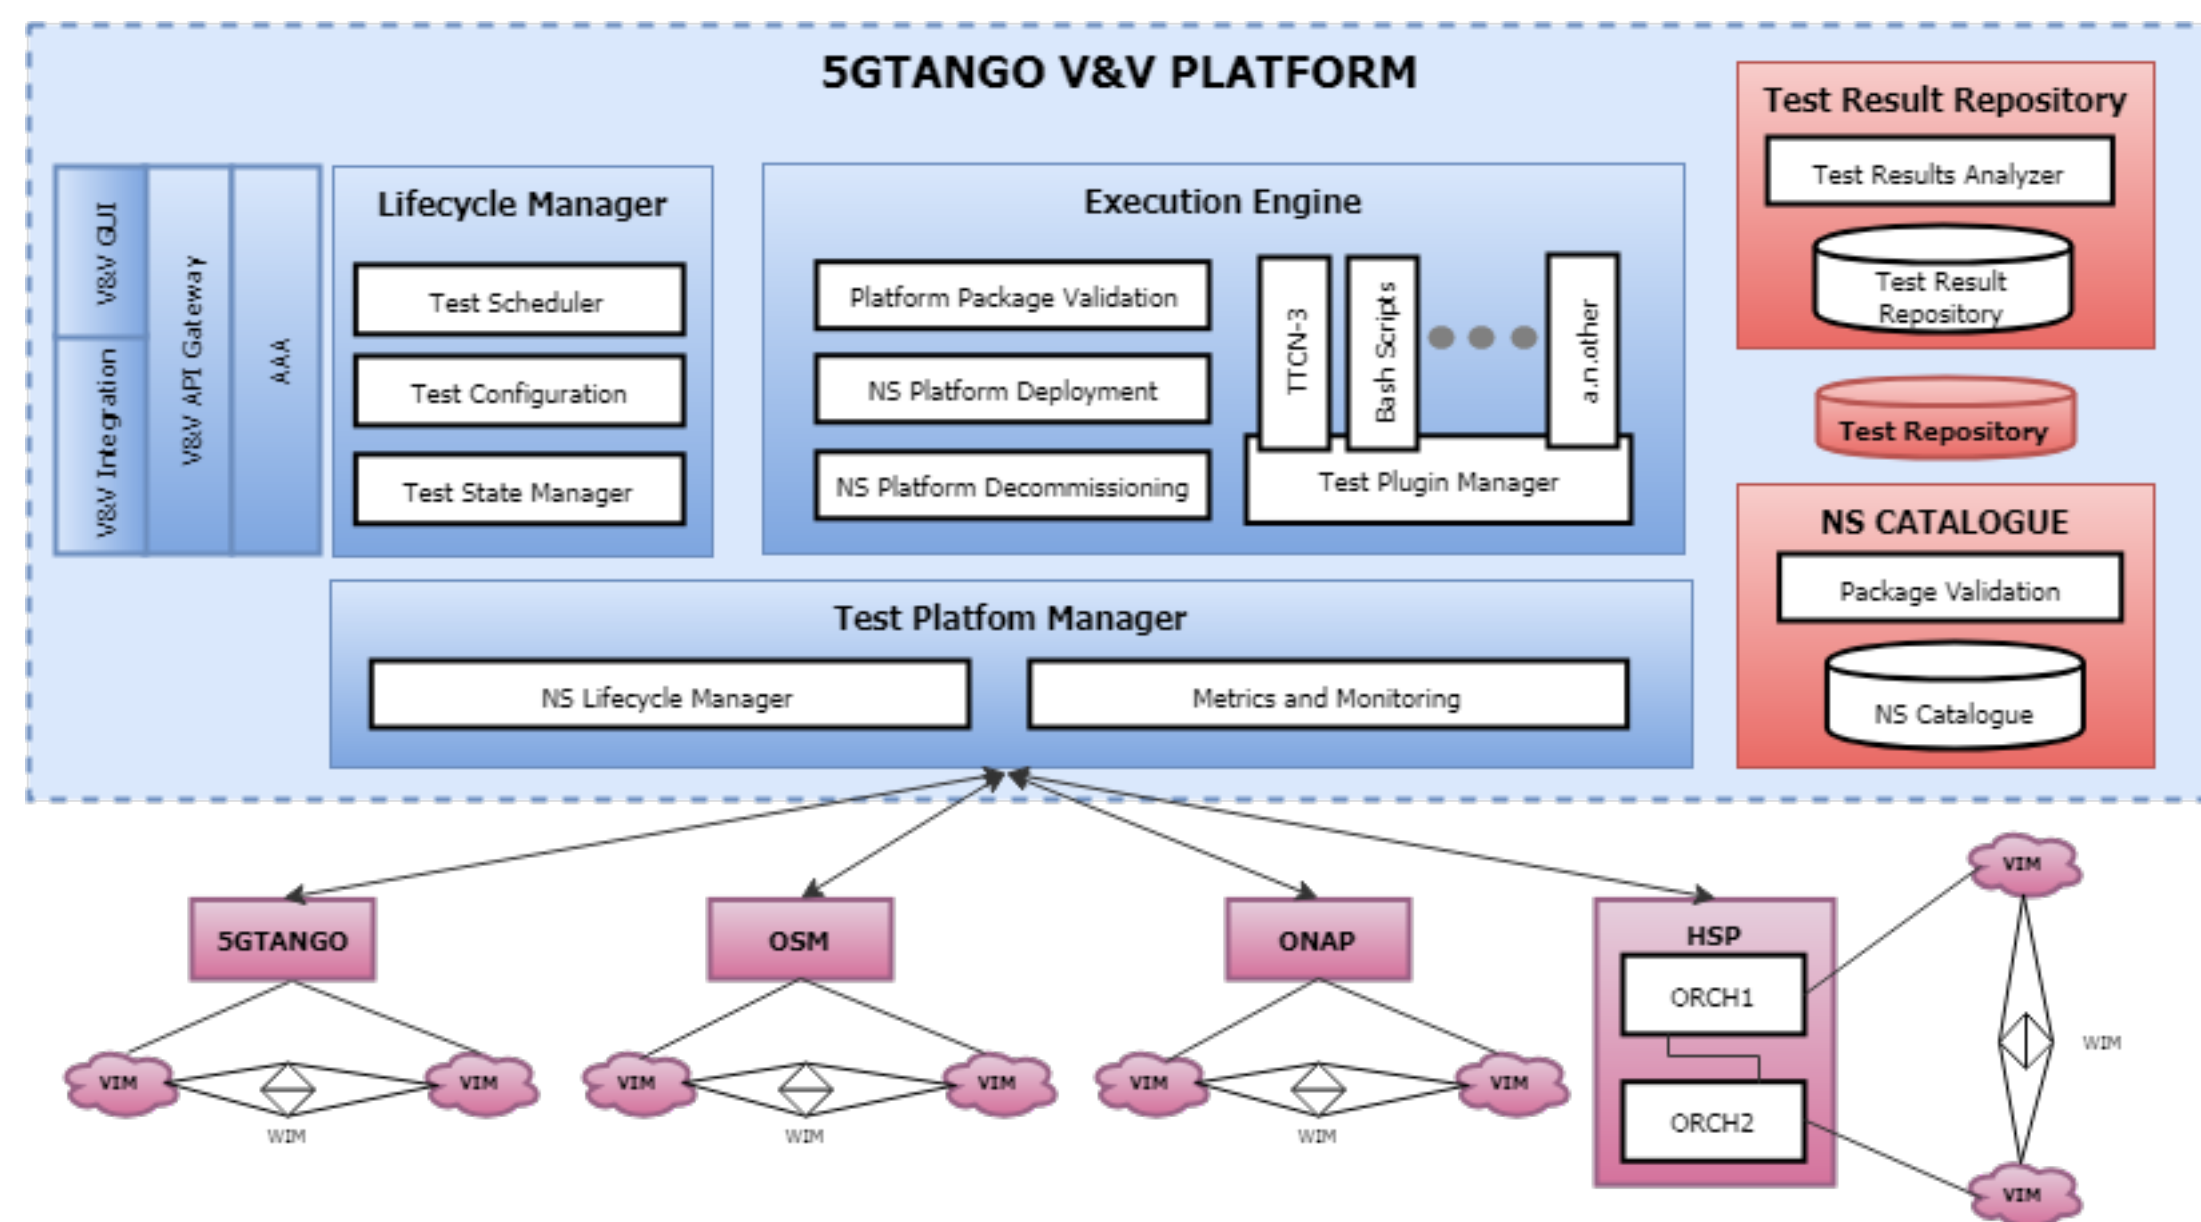 5GTANGO V&V PLATFORM
V&V GUI
V&V Integration
V&V API Gateway
AAA
Lifecycle Manager
Test Scheduler
Test Configuration
Test State Manager
Execution Engine
Platform Package Validation
NS Platform Deployment
NS Platform Decommissioning
TTCN-3
Bash Scripts
a.n.other
Test Plugin Manager
Test Result Repository
Test Results Analyzer
Test Result
Repository
Test Repository
NS CATALOGUE
Package Validation
NS Catalogue
Test Platfom Manager
NS Lifecycle Manager
Metrics and Monitoring
5GTANGO
VIM
VIM
WIM
OSM
VIM
VIM
WIM
ONAP
VIM
VIM
WIM
HSP
ORCH1
ORCH2
VIM
WIM
VIM